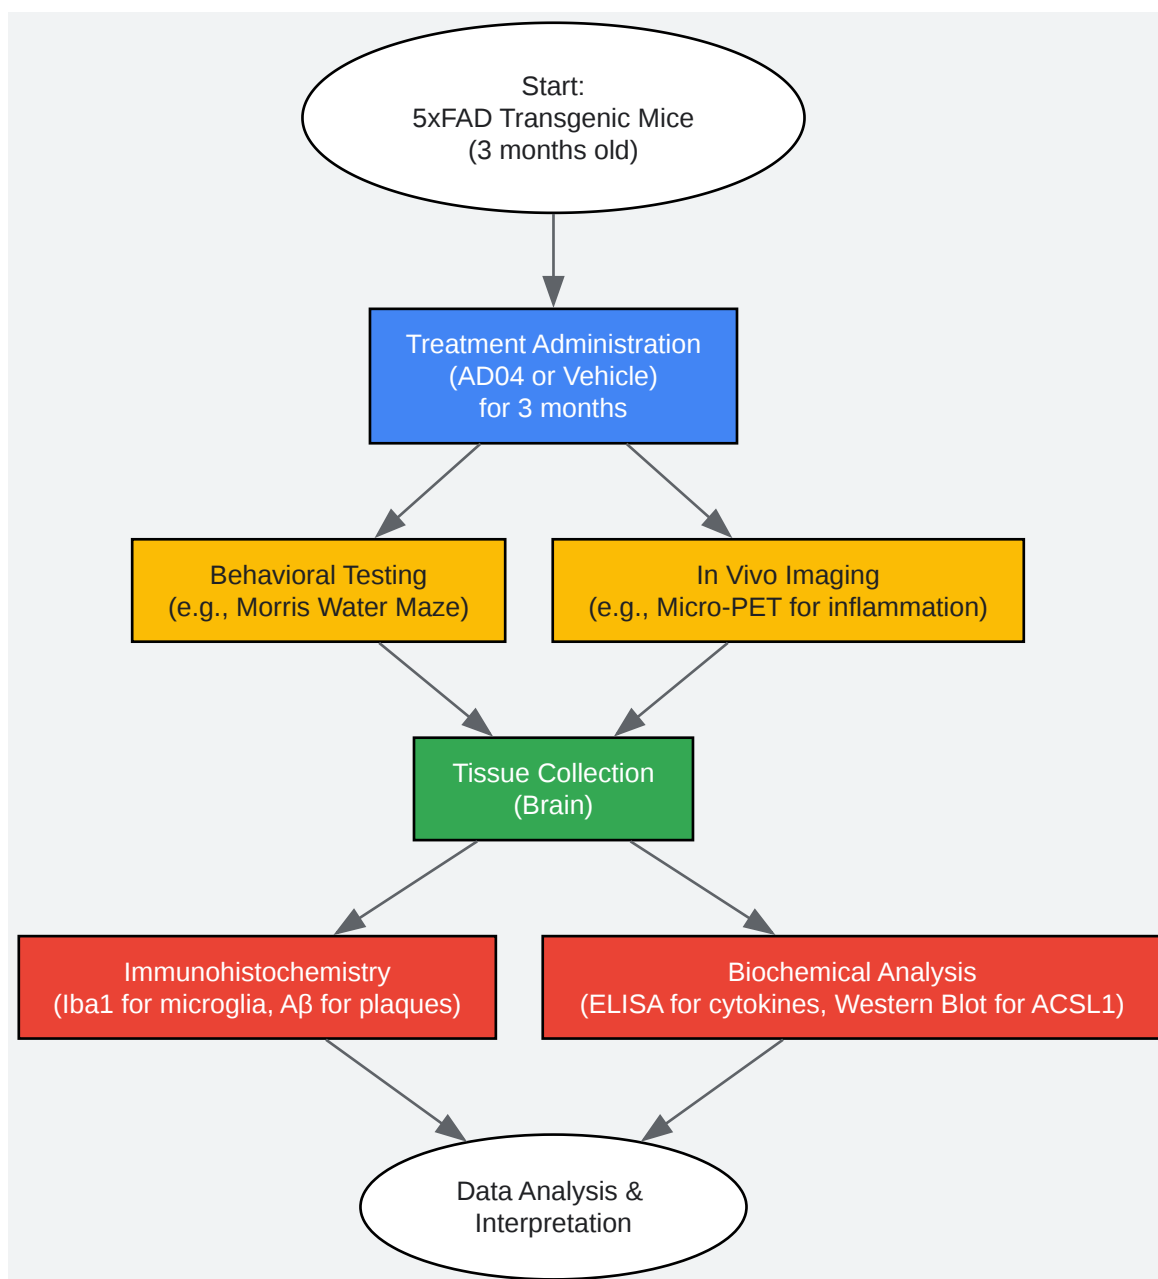 Start:
5xFAD Transgenic Mice
(3 months old)
Treatment Administration
(AD04 or Vehicle)
for 3 months
Behavioral Testing
(e.g., Morris Water Maze)
In Vivo Imaging
(e.g., Micro-PET for inflammation)
Tissue Collection
(Brain)
Immunohistochemistry
(Iba1 for microglia, Aβ for plaques)
Biochemical Analysis
(ELISA for cytokines, Western Blot for ACSL1)
Data Analysis &
Interpretation